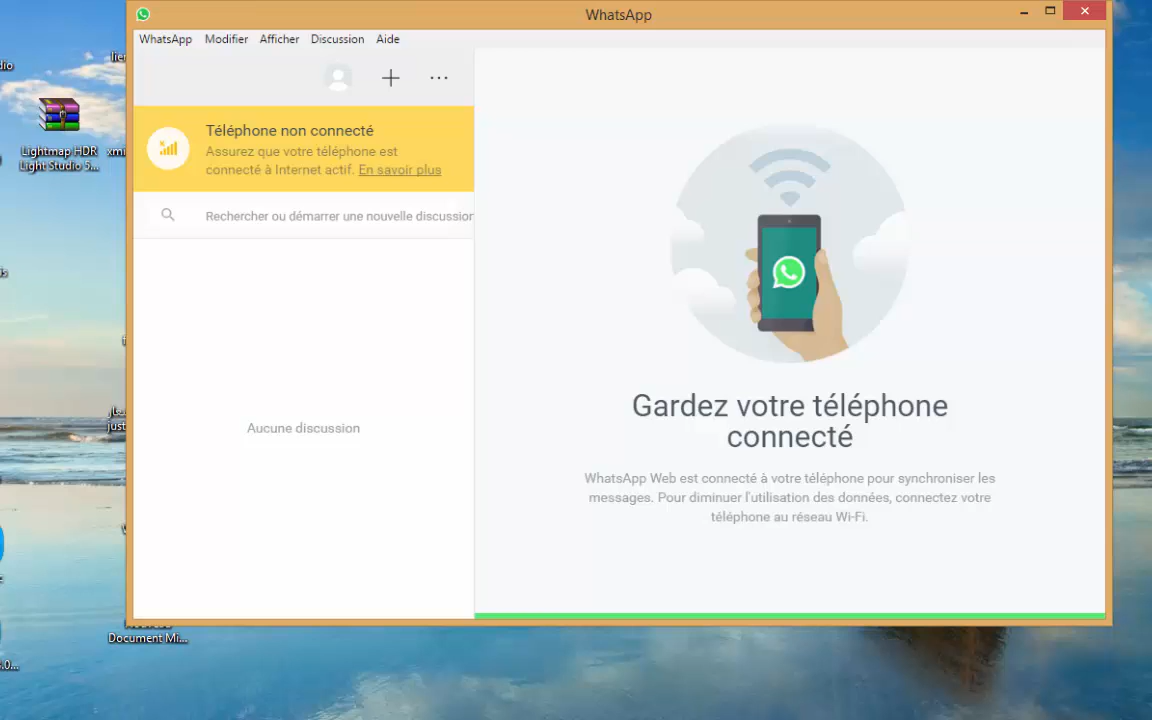 WhatsApp
WhatsApp Modifier Afficher Discussion Aide
Téléphone non connecté
Assurez que votre téléphone est
connecté à Internet actif. En savoir plus
Rechercher ou démarrer une nouvelle discussion
Aucune discussion
Gardez votre téléphone
connecté
WhatsApp Web est connecté à votre téléphone pour synchroniser les
messages. Pour diminuer l'utilisation des données, connectez votre
téléphone au réseau Wi-Fi.
Lightmap HDR
Light Studio 5...
Document Mi...